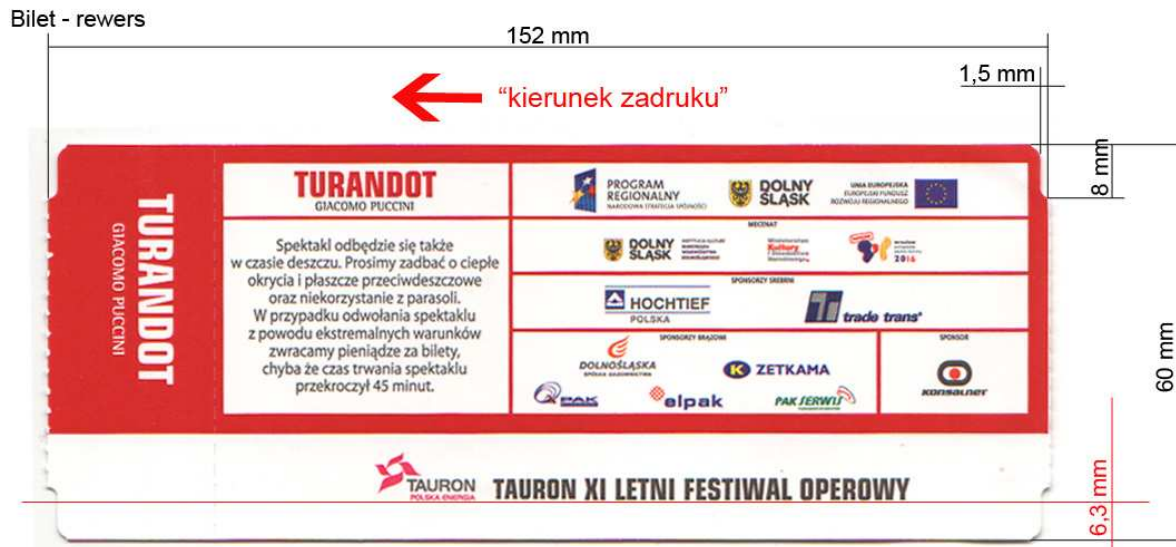 Bilet - rewers
152 mm
1,5 mm
"kierunek zadruku"
8 mm
60 mm
6,3 mm
TURANDOT
GIACOMO PUCCINI
TURANDOT
GIACOMO PUCCINI
Spektakl odbędzie się także
w czasie deszczu. Prosimy zadbać o ciepłe
okrycia i płaszcze przeciwdeszczowe
oraz niekorzystanie z parasoli.
W przypadku odwołania spektaklu
z powodu ekstremalnych warunków
zwracamy pieniądze za bilety,
chyba że czas trwania spektaklu
przekroczył 45 minut.
PROGRAM
REGIONALNY
NARODOWA STRATEGIA SPÓJNOŚCI
DOLNY
ŚLĄSK
UNIA EUROPEJSKA
EUROPEJSKI FUNDUSZ
ROZWOJU REGIONALNEGO
MECENAT
DOLNY
ŚLĄSK
Ministerstwo
Kultury
2016
SPONSORZY SREBRNI
HOCHTIEF
POLSKA
trade trans
SPONSORZY BRĄZOWI
DOLNOŚLĄSKA
K ZETKAMA
PAK
elpak
PAK SERWIS
SPONSOR
konsalnet
TAURON
POLSKA ENERGIA
TAURON XI LETNI FESTIWAL OPEROWY